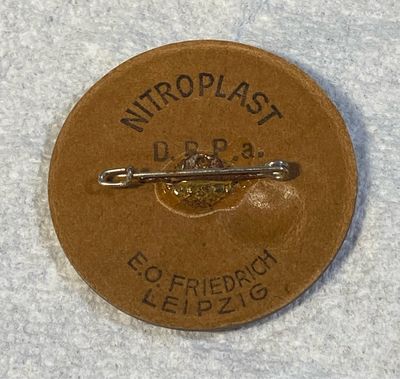 NITROPLAST
D.R.P.a.
E.O. FRIEDRICH
LEIPZIG